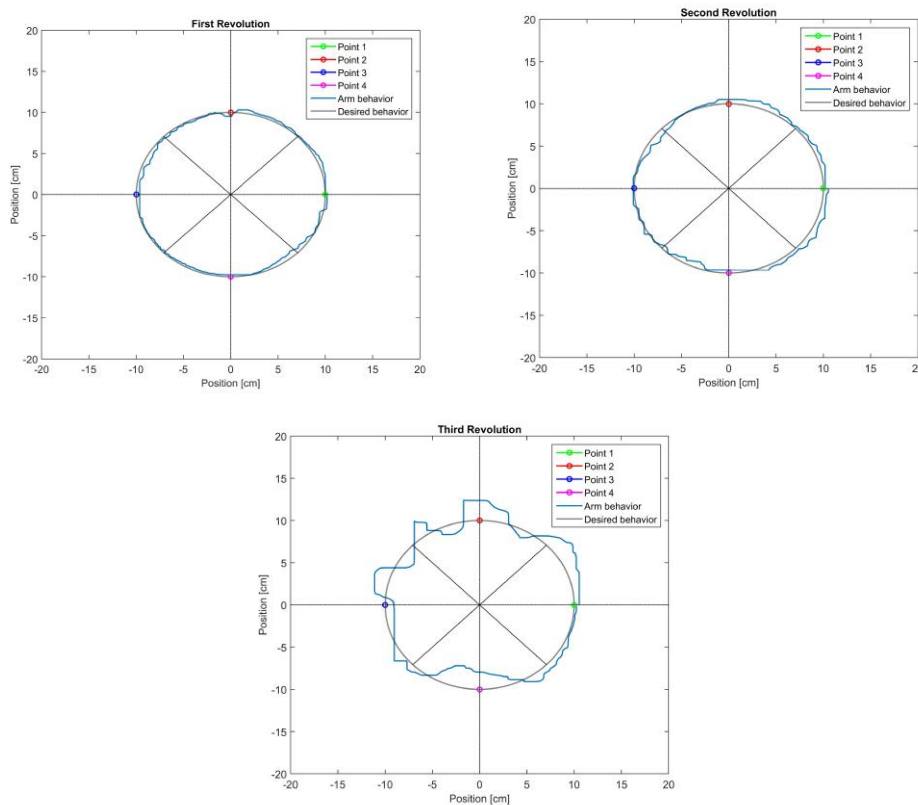 First Revolution
20
15
10
5
0
-5
-10
-15
-20
Position [cm]
-20 -15 -10 -5 0 5 10 15 20
Position [cm]
Point 1
Point 2
Point 3
Point 4
Arm behavior
Desired behavior
Second Revolution
20
15
10
5
0
-5
-10
-15
-20
Position [cm]
-20 -15 -10 -5 0 5 10 15 20
Position [cm]
Point 1
Point 2
Point 3
Point 4
Arm behavior
Desired behavior
Third Revolution
20
15
10
5
0
-5
-10
-15
-20
Position [cm]
-20 -15 -10 -5 0 5 10 15 20
Position [cm]
Point 1
Point 2
Point 3
Point 4
Arm behavior
Desired behavior